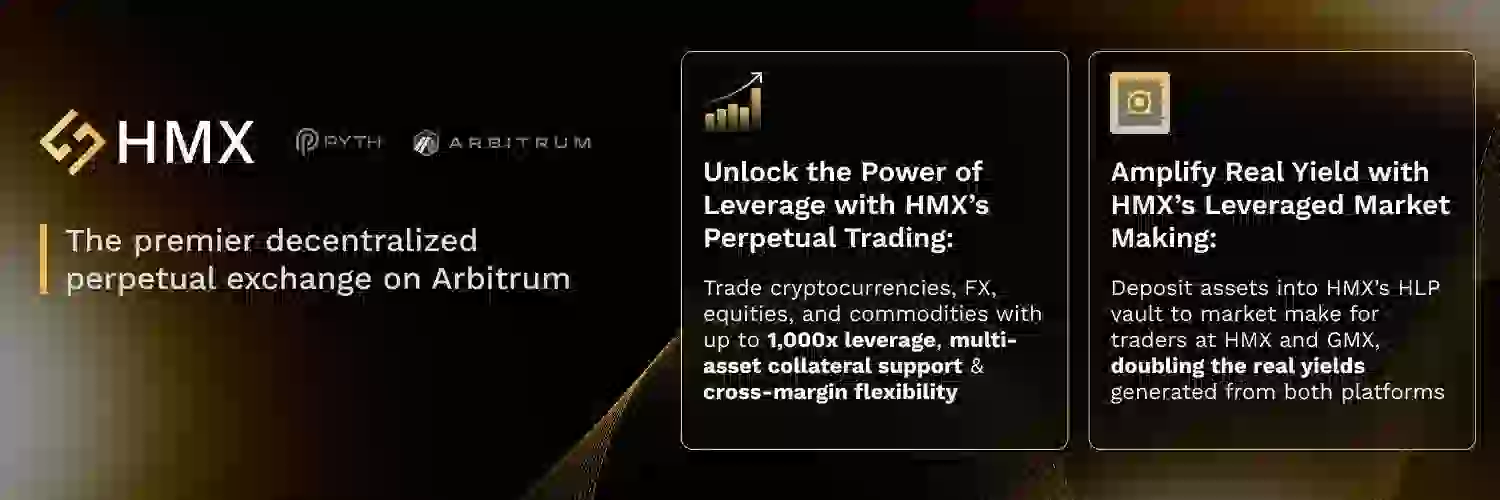 HMX
PYTH
ARBITRUM
The premier decentralized
perpetual exchange on Arbitrum
Unlock the Power of
Leverage with HMX’s
Perpetual Trading:
Trade cryptocurrencies, FX,
equities, and commodities with
up to 1,000x leverage, multi-
asset collateral support &
cross-margin flexibility
Amplify Real Yield with
HMX’s Leveraged Market
Making:
Deposit assets into HMX’s HLP
vault to market make for
traders at HMX and GMX,
doubling the real yields
generated from both platforms